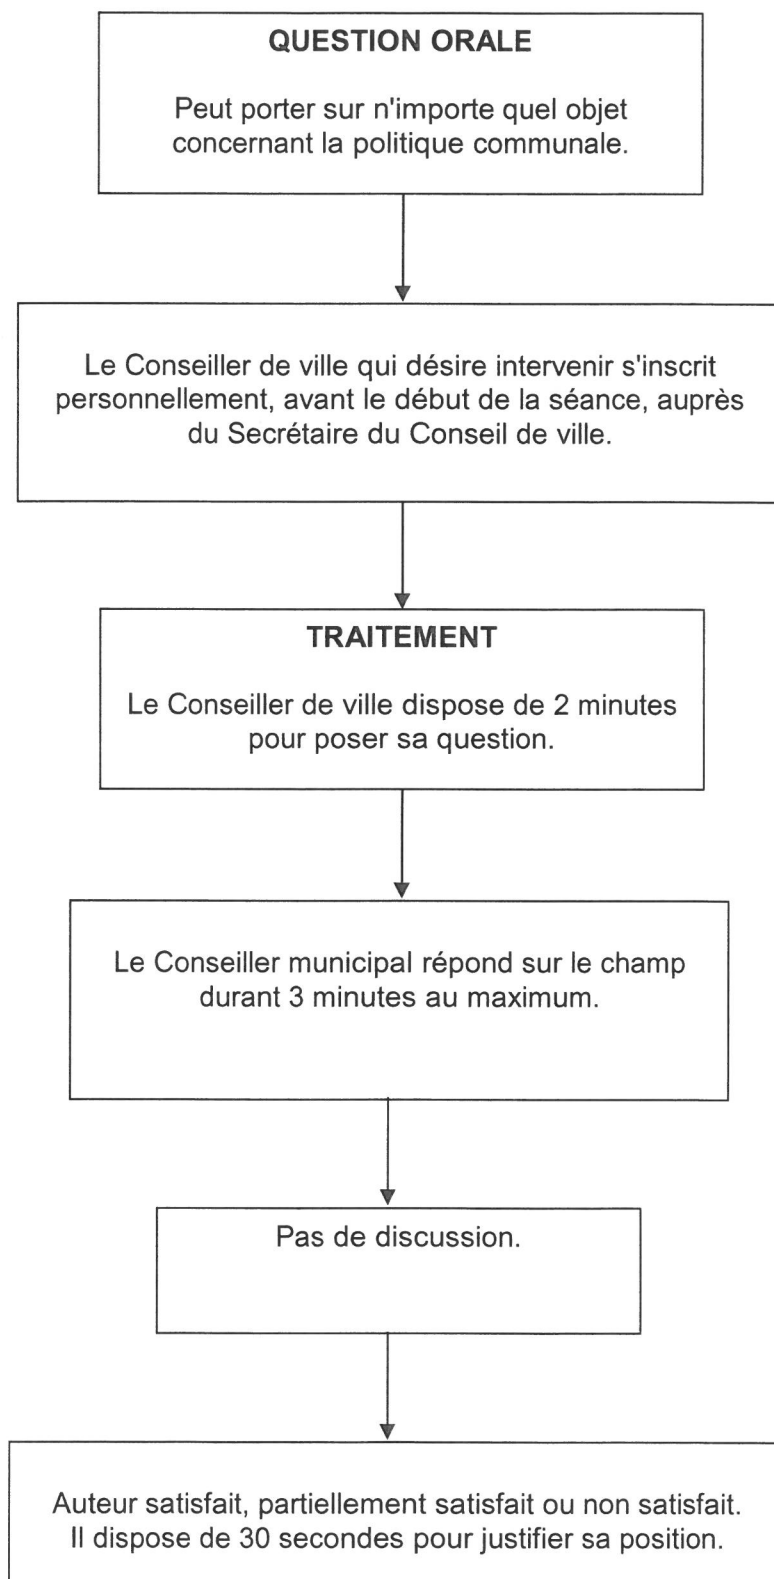 QUESTION ORALE
Peut porter sur n'importe quel objet
concernant la politique communale.
Le Conseiller de ville qui désire intervenir s'inscrit
personnellement, avant le début de la séance, auprès
du Secrétaire du Conseil de ville.
TRAITEMENT
Le Conseiller de ville dispose de 2 minutes
pour poser sa question.
Le Conseiller municipal répond sur le champ
durant 3 minutes au maximum.
Pas de discussion.
Auteur satisfait, partiellement satisfait ou non satisfait.
Il dispose de 30 secondes pour justifier sa position.